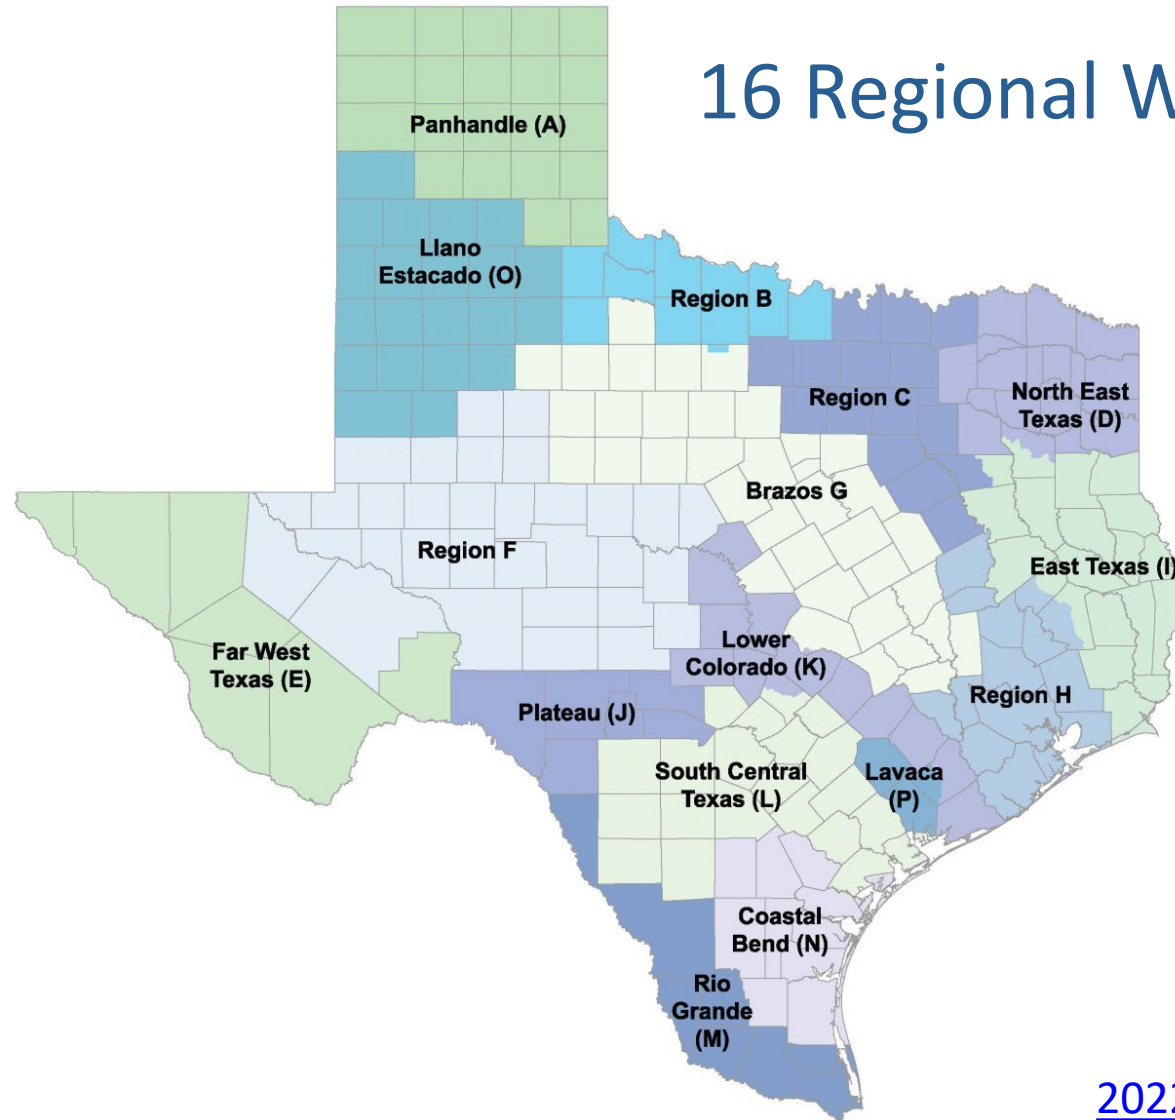 16 Regional W
Panhandle (A)
Llano
Estacado (O)
Region B
Region C
North East
Texas (D)
Brazos G
Region F
East Texas (I)
Lower
Colorado (K)
Far West
Texas (E)
Region H
Plateau (J)
South Central
Texas (L)
Lavaca
(P)
Coastal
Bend (N)
Rio
Grande
(M)
202